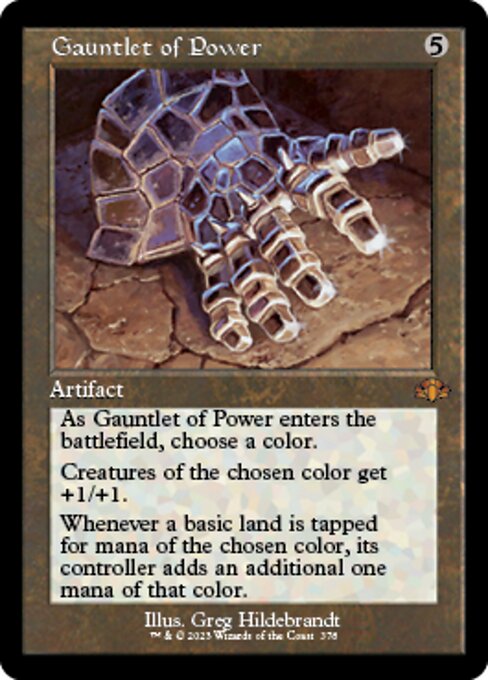 Gauntlet of Power 5
Artifact
As Gauntlet of Power enters the
battlefield, choose a color.
Creatures of the chosen color get
+1/+1.
Whenever a basic land is tapped
for mana of the chosen color, its
controller adds an additional one
mana of that color.
Illus. Greg Hildebrandt
™ & © 2023 Wizards of the Coast 378